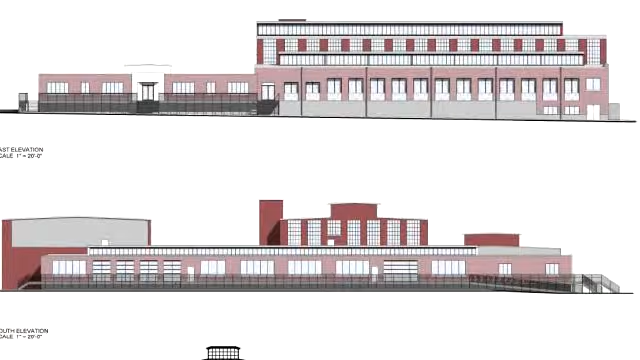 AST ELEVATION
CALE 1" = 20'-0"
OUTH ELEVATION
CALE 1" = 20'-0"